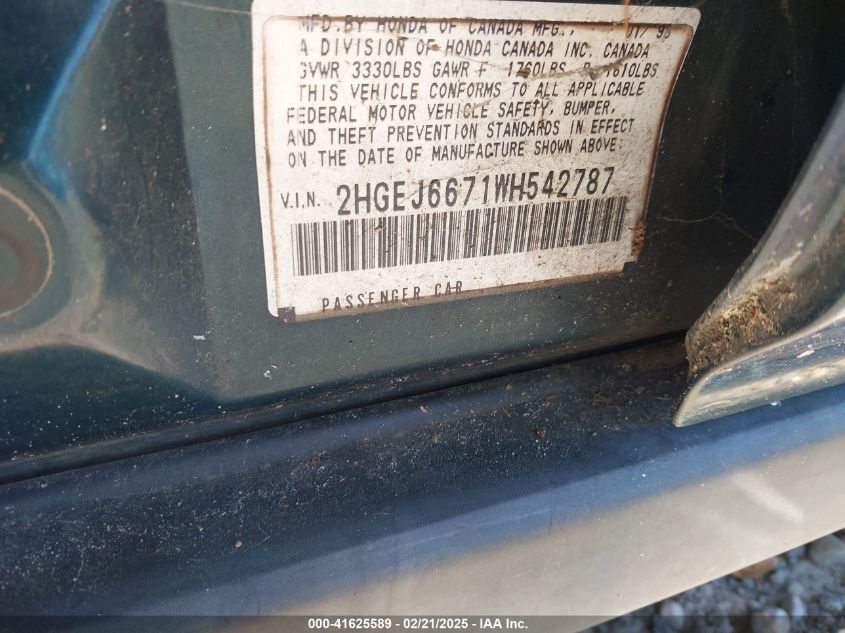 MFD. BY HONDA OF CANADA MFG., 01/98
A DIVISION OF HONDA CANADA INC. CANADA
GVWR 3330LBS GAWR F 1760LBS R 1610LBS
THIS VEHICLE CONFORMS TO ALL APPLICABLE
FEDERAL MOTOR VEHICLE SAFETY, BUMPER,
AND THEFT PREVENTION STANDARDS IN EFFECT
ON THE DATE OF MANUFACTURE SHOWN ABOVE.
V.I.N. 2HGEJ6671WH542787
PASSENGER CAR
000-41625589 - 02/21/2025 - IAA Inc.